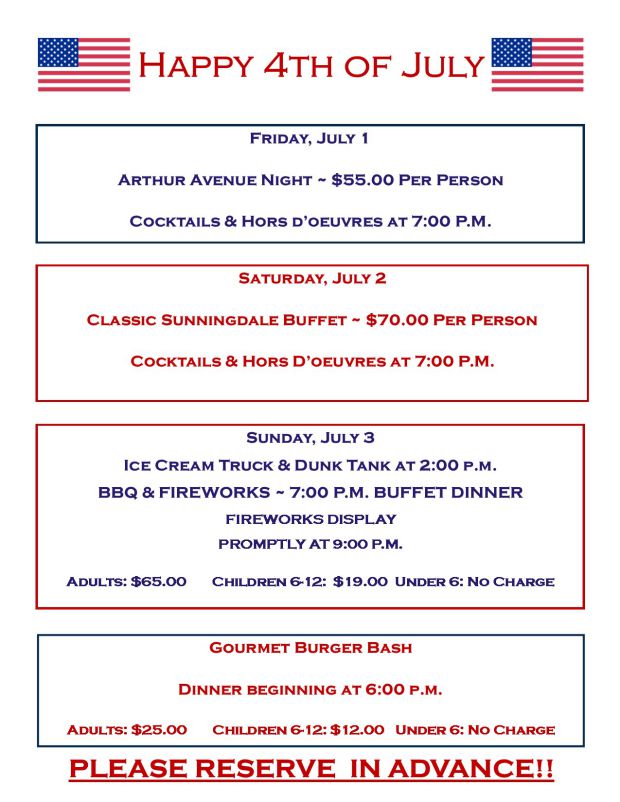 Happy 4th of July
Friday, July 1
Arthur Avenue Night ~ $55.00 Per Person
Cocktails & Hors d'oeuvres at 7:00 P.M.
Saturday, July 2
Classic Sunningdale Buffet ~ $70.00 Per Person
Cocktails & Hors D'oeuvres at 7:00 P.M.
Sunday, July 3
Ice Cream Truck & Dunk Tank at 2:00 p.m.
BBQ & FIREWORKS ~ 7:00 P.M. BUFFET DINNER
FIREWORKS DISPLAY
PROMPTLY AT 9:00 P.M.
Adults: $65.00 Children 6-12: $19.00 Under 6: No Charge
Gourmet Burger Bash
Dinner beginning at 6:00 p.m.
Adults: $25.00 Children 6-12: $12.00 Under 6: No Charge
PLEASE RESERVE IN ADVANCE!!